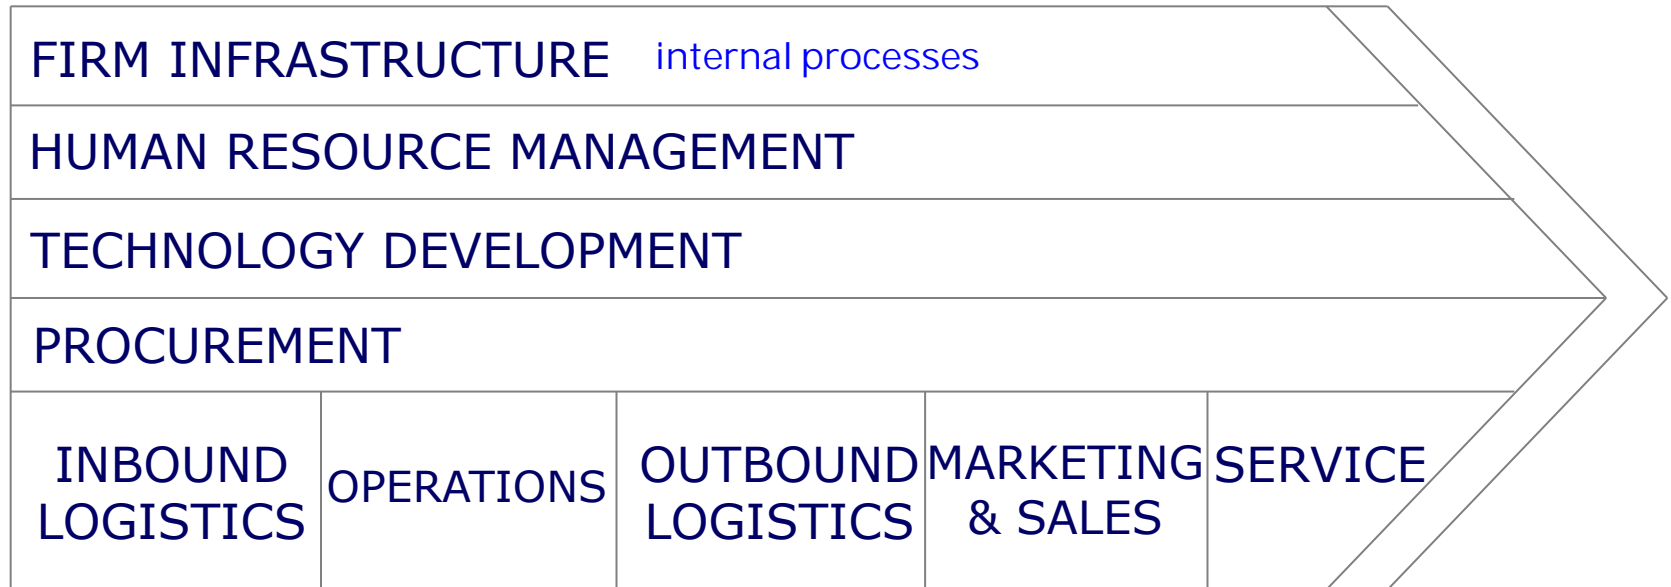 FIRM INFRASTRUCTURE internal processes
HUMAN RESOURCE MANAGEMENT
TECHNOLOGY DEVELOPMENT
PROCUREMENT
INBOUND
LOGISTICS
OPERATIONS
OUTBOUND
LOGISTICS
MARKETING
& SALES
SERVICE